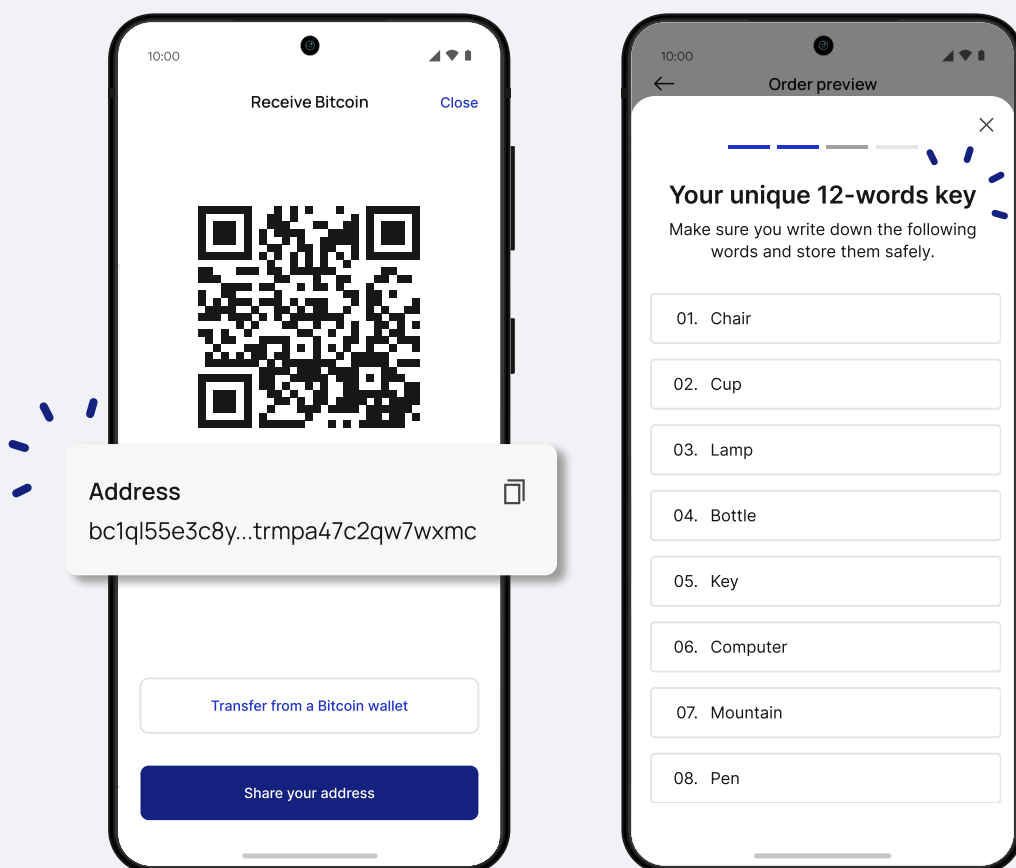 10:00
Receive Bitcoin
Close
Address
bc1ql55e3c8y...trmpa47c2qw7wxmc
Transfer from a Bitcoin wallet
Share your address
10:00
Order preview
Your unique 12-words key
Make sure you write down the following
words and store them safely.
01. Chair
02. Cup
03. Lamp
04. Bottle
05. Key
06. Computer
07. Mountain
08. Pen